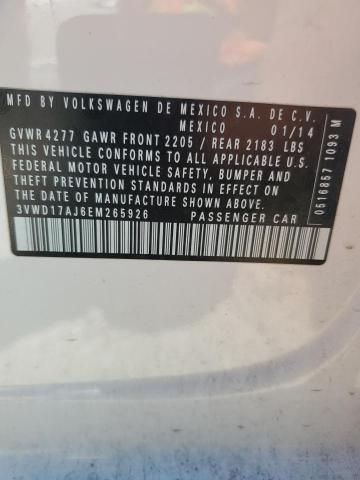 MFD BY VOLKSWAGEN DE MEXICO S.A. DE C.V.
MEXICO 01/14
GVWR 4277 GAWR FRONT 2205 / REAR 2183 LBS
THIS VEHICLE CONFORMS TO ALL APPLICABLE U.S.
FEDERAL MOTOR VEHICLE SAFETY, BUMPER AND
THEFT PREVENTION STANDARDS IN EFFECT ON
THE DATE OF MANUFACTURE SHOWN ABOVE.
3VWD17AJ6EM265926 PASSENGER CAR
0516857 1093 M